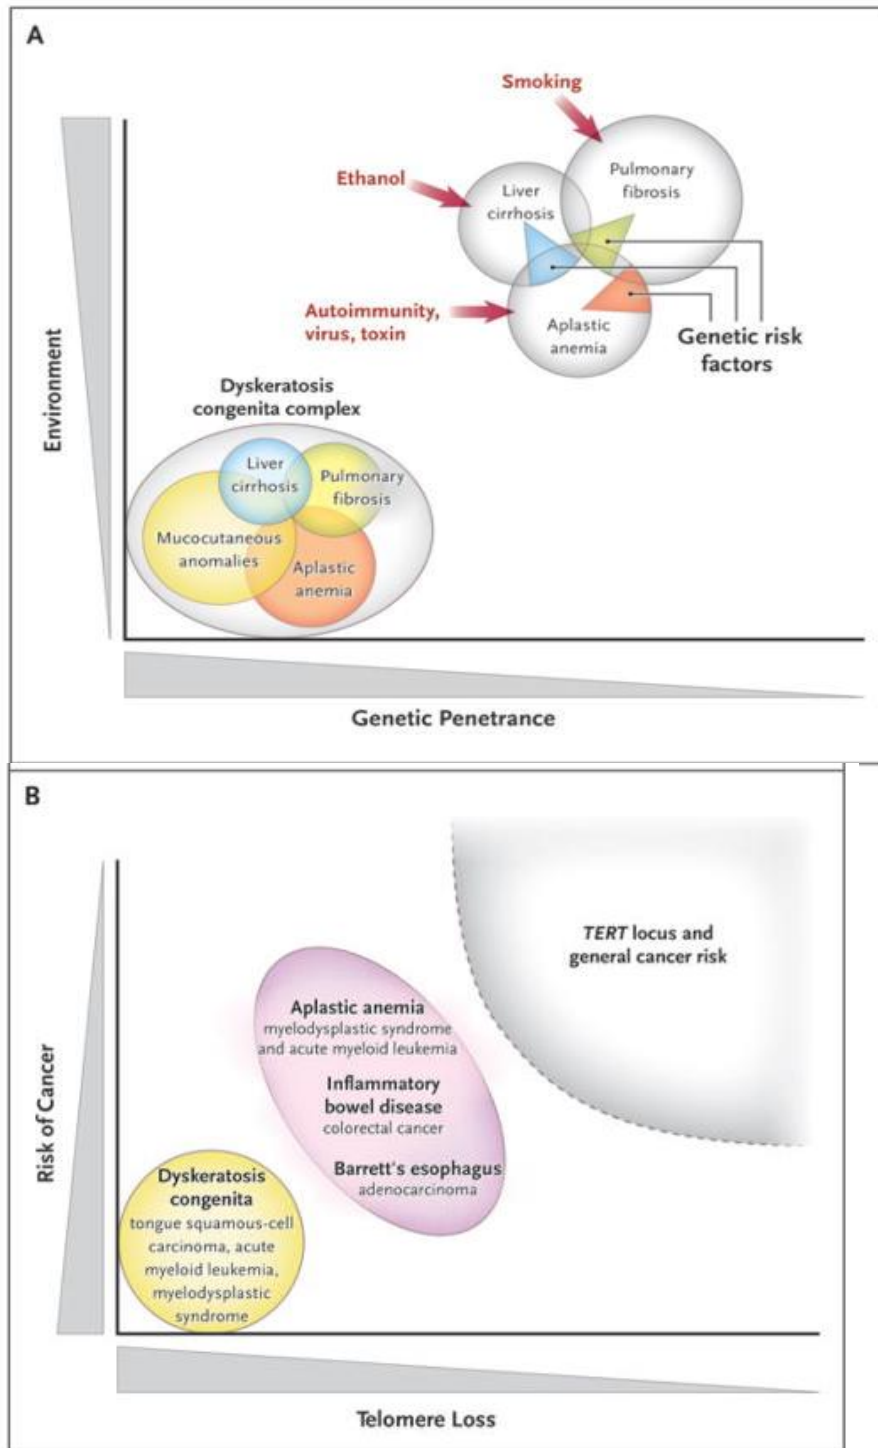 A
Smoking
Pulmonary
fibrosis
Ethanol
Liver
cirrhosis
Autoimmunity,
virus, toxin
Aplastic
anemia
Genetic risk
factors
Environment
Dyskeratosis
congenita complex
Liver
cirrhosis
Pulmonary
fibrosis
Mucocutaneous
anomalies
Aplastic
anemia
Genetic Penetrance
B
TERT locus and
general cancer risk
Aplastic anemia
myelodysplastic syndrome
and acute myeloid leukemia
Inflammatory
bowel disease
colorectal cancer
Barrett's esophagus
adenocarcinoma
Risk of Cancer
Dyskeratosis
congenita
tongue squamous-cell
carcinoma, acute
myeloid leukemia,
myelodysplastic
syndrome
Telomere Loss